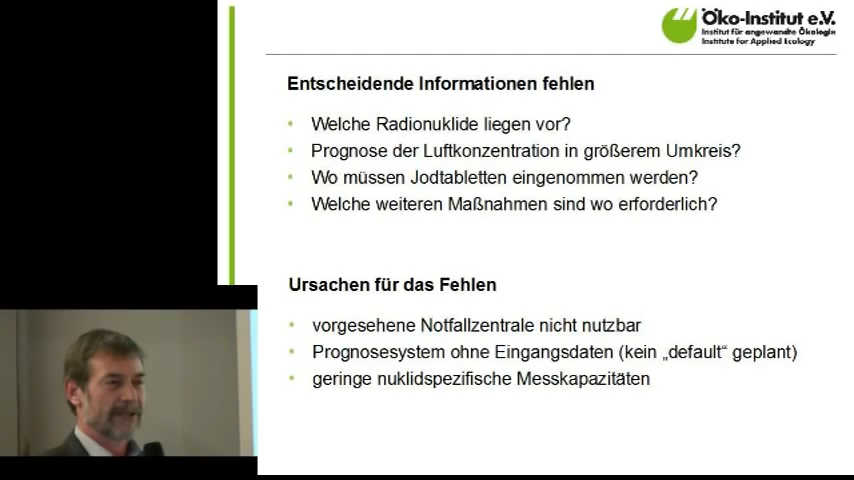 Öko-Institut e.V.
Institut für angewandte Ökologie
Institute for Applied Ecology
Entscheidende Informationen fehlen
• Welche Radionuklide liegen vor?
• Prognose der Luftkonzentration in größerem Umkreis?
• Wo müssen Jodtabletten eingenommen werden?
• Welche weiteren Maßnahmen sind wo erforderlich?
Ursachen für das Fehlen
• vorgesehene Notfallzentrale nicht nutzbar
• Prognosesystem ohne Eingangsdaten (kein „default“ geplant)
• geringe nuklidspezifische Messkapazitäten